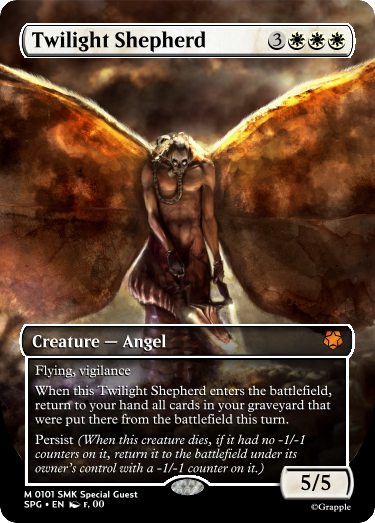 Twilight Shepherd 3
Creature — Angel
Flying, vigilance
When this Twilight Shepherd enters the battlefield,
return to your hand all cards in your graveyard that
were put there from the battlefield this turn.
Persist (When this creature dies, if it had no -1/-1
counters on it, return it to the battlefield under its
owner's control with a -1/-1 counter on it.)
5/5
M 0101 SMK Special Guest
SPG • EN F. 00
©Grapple